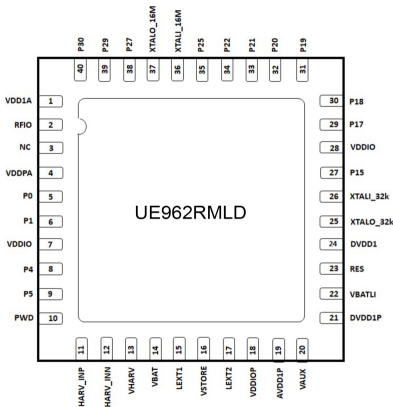 P30 P29 P27 XTALO_16M XTALI_16M P25 P22 P21 P20 P19
40 39 38 37 36 35 34 33 32 31
VDD1A 1
RFIO 2
NC 3
VDDPA 4
P0 5
P1 6
VDDIO 7
P4 8
P5 9
PWD 10
UE962RMLD
30 P18
29 P17
28 VDDIO
27 P15
26 XTALI_32k
25 XTALO_32k
24 DVDD1
23 RES
22 VBATLI
21 DVDD1P
11 12 13 14 15 16 17 18 19 20
HARV_INP HARV_INN VHARV VBAT LEXT1 VSTORE LEXT2 VDDIOP AVDD1P VAUX